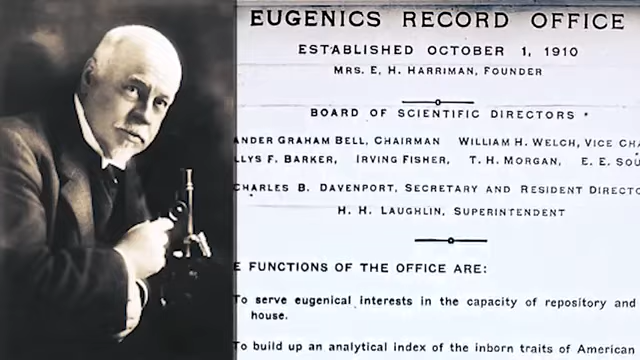 EUGENICS RECORD OFFICE
ESTABLISHED OCTOBER 1, 1910
MRS. E. H. HARRIMAN, FOUNDER
BOARD OF SCIENTIFIC DIRECTORS *
ANDER GRAHAM BELL, CHAIRMAN WILLIAM H. WELCH, VICE CHA
LLYS F. BARKER, IRVING FISHER, T. H. MORGAN, E. E. SOU
CHARLES B. DAVENPORT, SECRETARY AND RESIDENT DIRECTO
H. H. LAUGHLIN, SUPERINTENDENT
E FUNCTIONS OF THE OFFICE ARE:
To serve eugenical interests in the capacity of repository and
house.
To build up an analytical index of the inborn traits of American